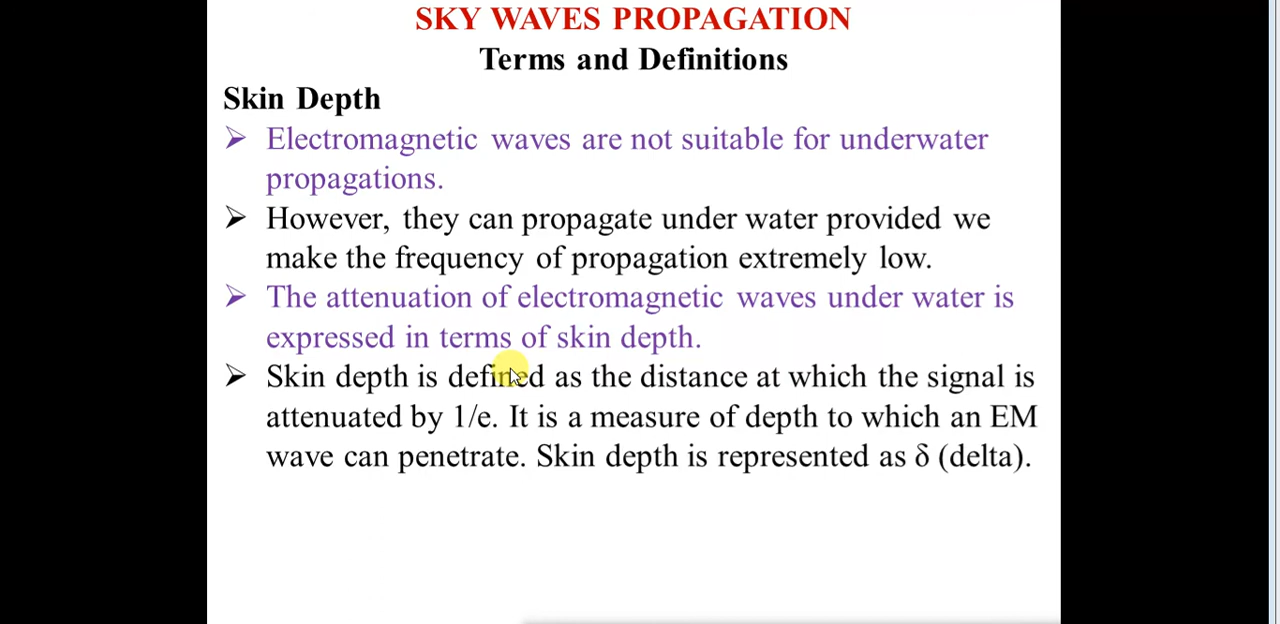 SKY WAVES PROPAGATION
Terms and Definitions
Skin Depth
➢ Electromagnetic waves are not suitable for underwater
propagations.
➢ However, they can propagate under water provided we
make the frequency of propagation extremely low.
➢ The attenuation of electromagnetic waves under water is
expressed in terms of skin depth.
➢ Skin depth is defined as the distance at which the signal is
attenuated by 1/e. It is a measure of depth to which an EM
wave can penetrate. Skin depth is represented as δ (delta).